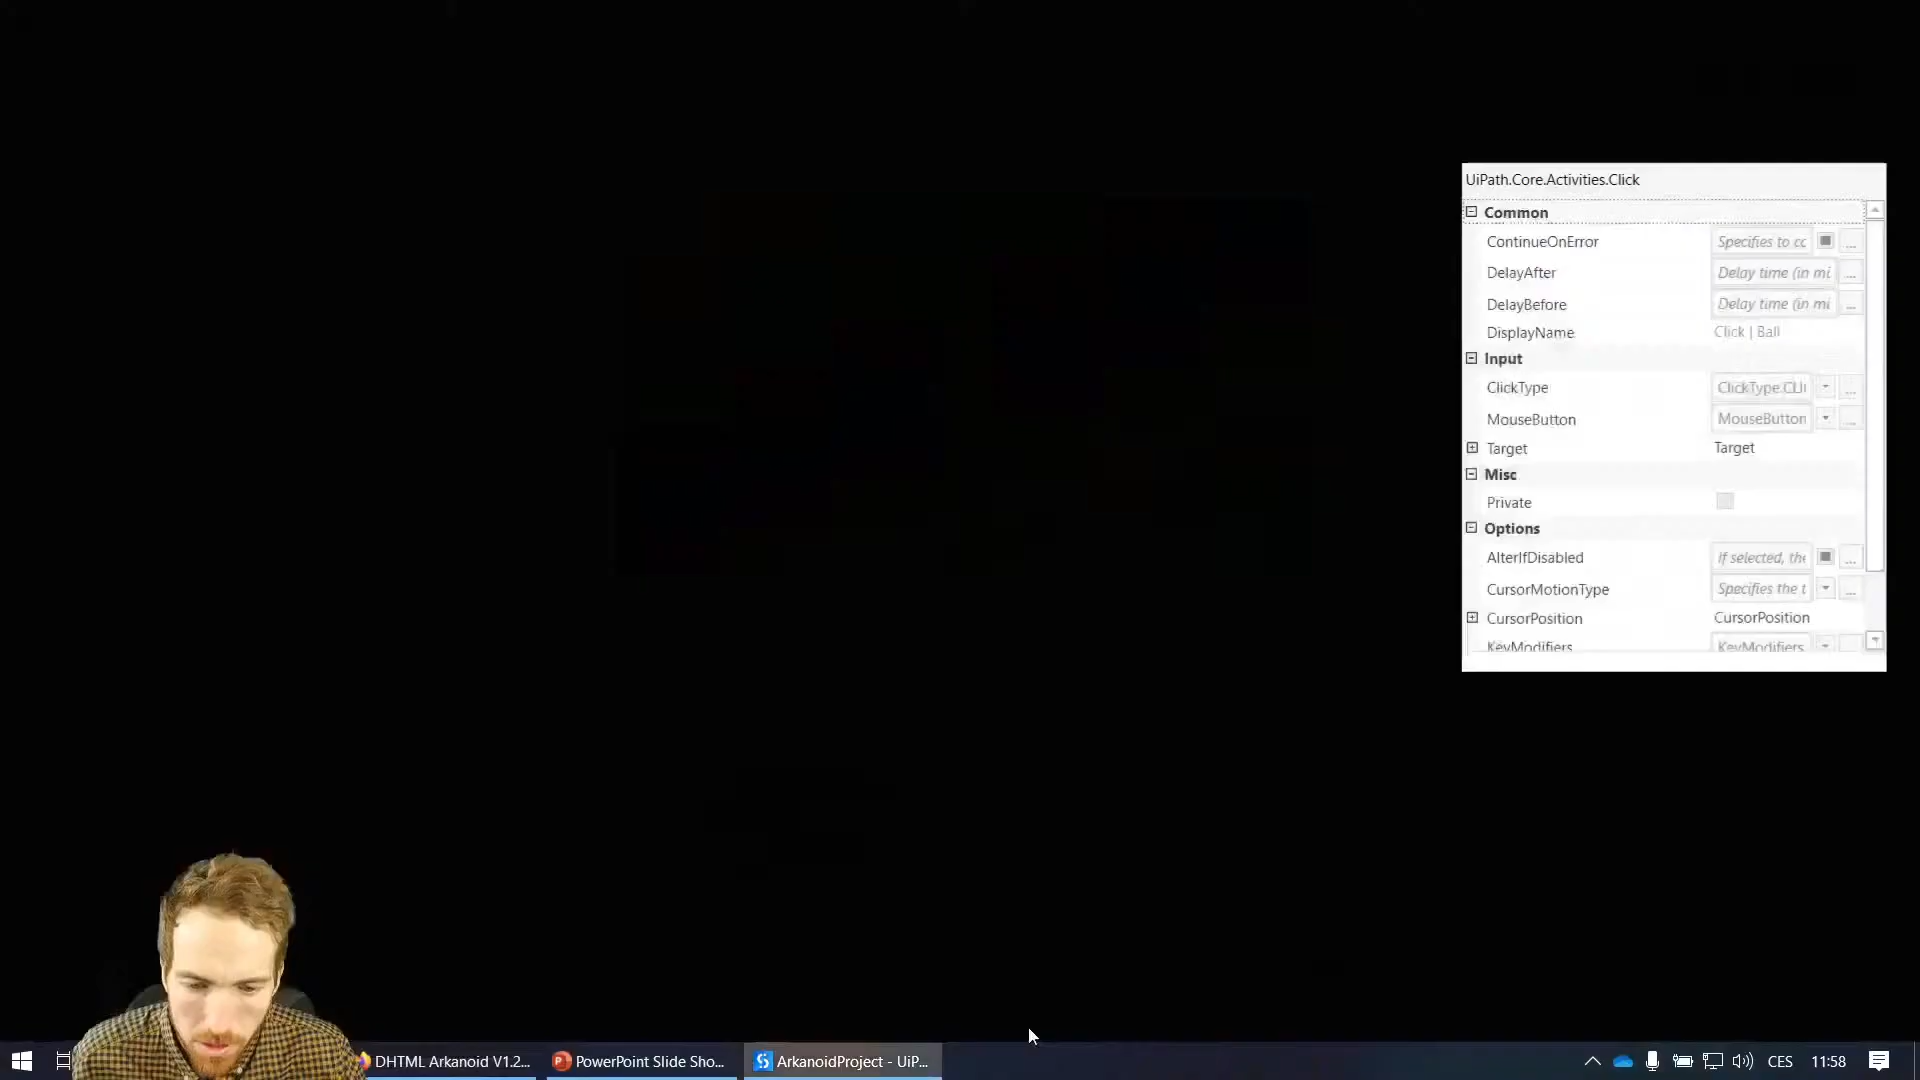 UiPath.Core.Activities.Click
Common
ContinueOnError Specifies to cc ...
DelayAfter Delay time (in mi ...
DelayBefore Delay time (in mi ...
DisplayName Click | Ball
Input
ClickType ClickType.CLI ...
MouseButton MouseButton ...
Target Target
Misc
Private
Options
AlterIfDisabled If selected, the ...
CursorMotionType Specifies the t ...
CursorPosition CursorPosition
KeyModifiers KeyModifiers
DHTML Arkanoid V1.2... PowerPoint Slide Sho... ArkanoidProject - UiP... CES 11:58